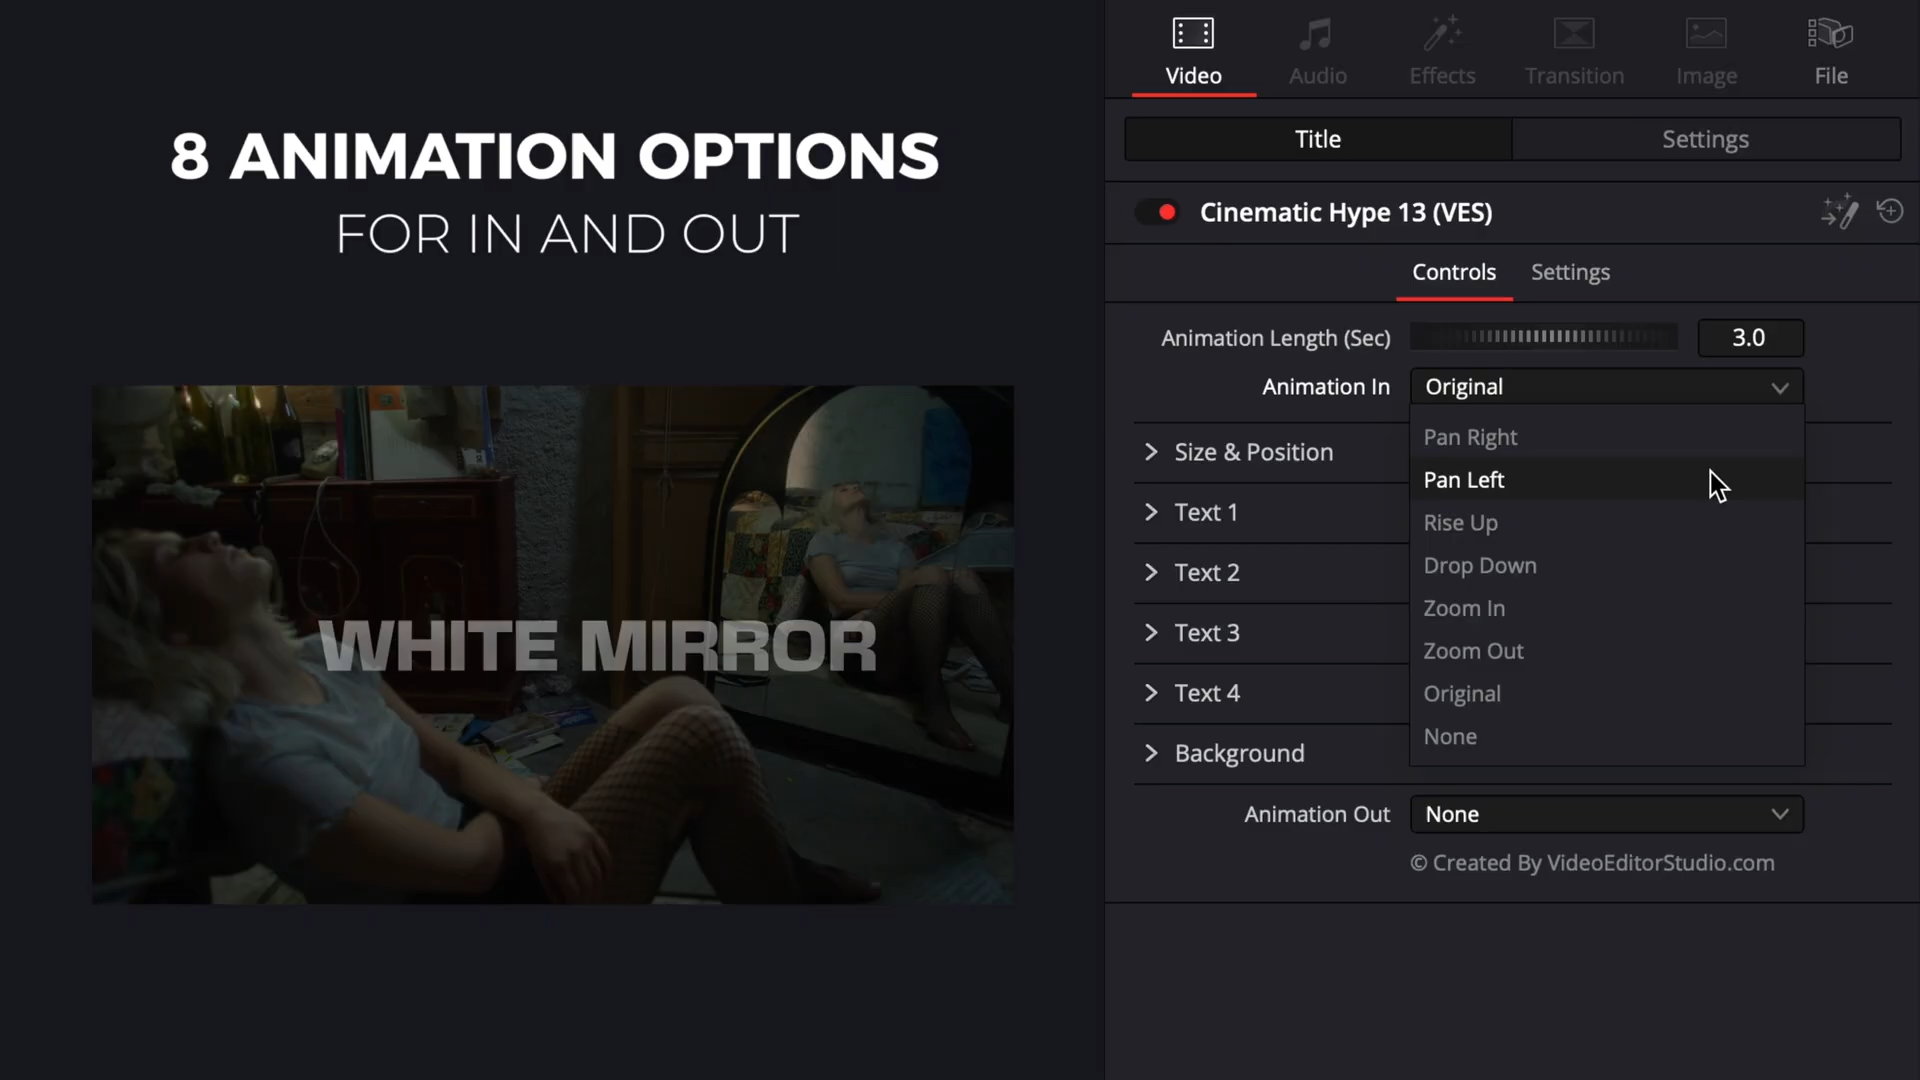 8 ANIMATION OPTIONS
FOR IN AND OUT
WHITE MIRROR
Video
Audio
Effects
Transition
Image
File
Title
Settings
Cinematic Hype 13 (VES)
Controls
Settings
Animation Length (Sec)
3.0
Animation In
Original
Pan Right
Pan Left
Rise Up
Drop Down
Zoom In
Zoom Out
Original
None
Size & Position
Text 1
Text 2
Text 3
Text 4
Background
Animation Out
None
© Created By VideoEditorStudio.com